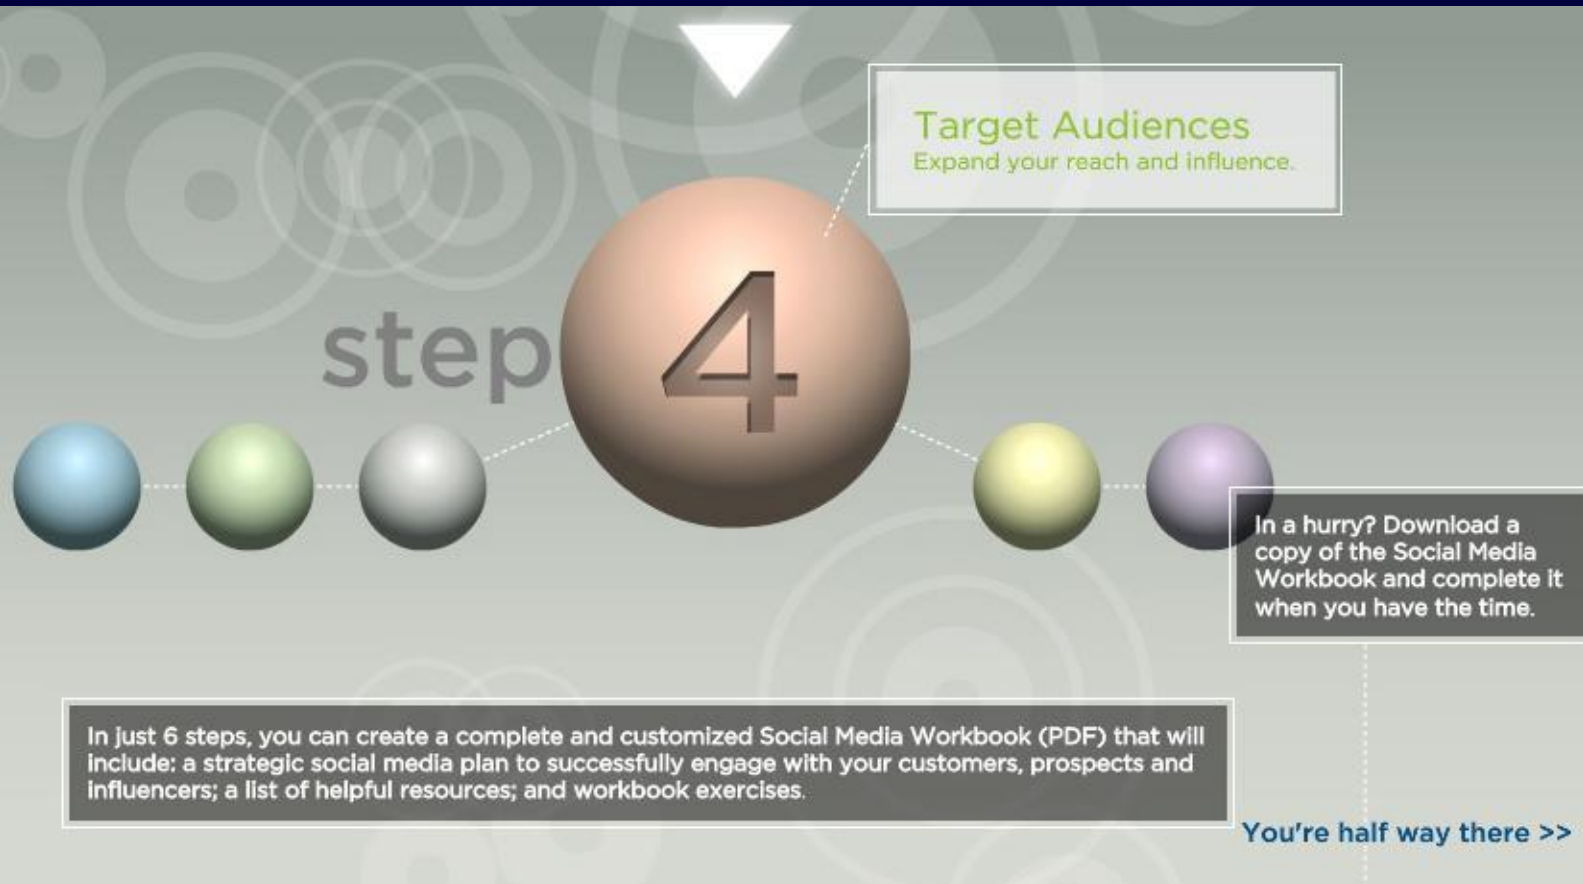 Target Audiences
Expand your reach and influence.
step
4
In a hurry? Download a
copy of the Social Media
Workbook and complete it
when you have the time.
In just 6 steps, you can create a complete and customized Social Media Workbook (PDF) that will
include: a strategic social media plan to successfully engage with your customers, prospects and
influencers; a list of helpful resources; and workbook exercises.
You're half way there >>